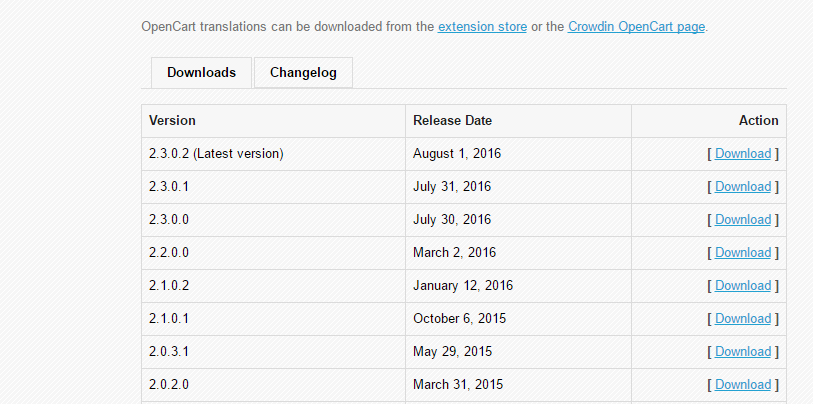 OpenCart translations can be downloaded from the extension store or the Crowdin OpenCart page.
Downloads Changelog
Version Release Date Action
2.3.0.2 (Latest version) August 1, 2016 [ Download ]
2.3.0.1 July 31, 2016 [ Download ]
2.3.0.0 July 30, 2016 [ Download ]
2.2.0.0 March 2, 2016 [ Download ]
2.1.0.2 January 12, 2016 [ Download ]
2.1.0.1 October 6, 2015 [ Download ]
2.0.3.1 May 29, 2015 [ Download ]
2.0.2.0 March 31, 2015 [ Download ]